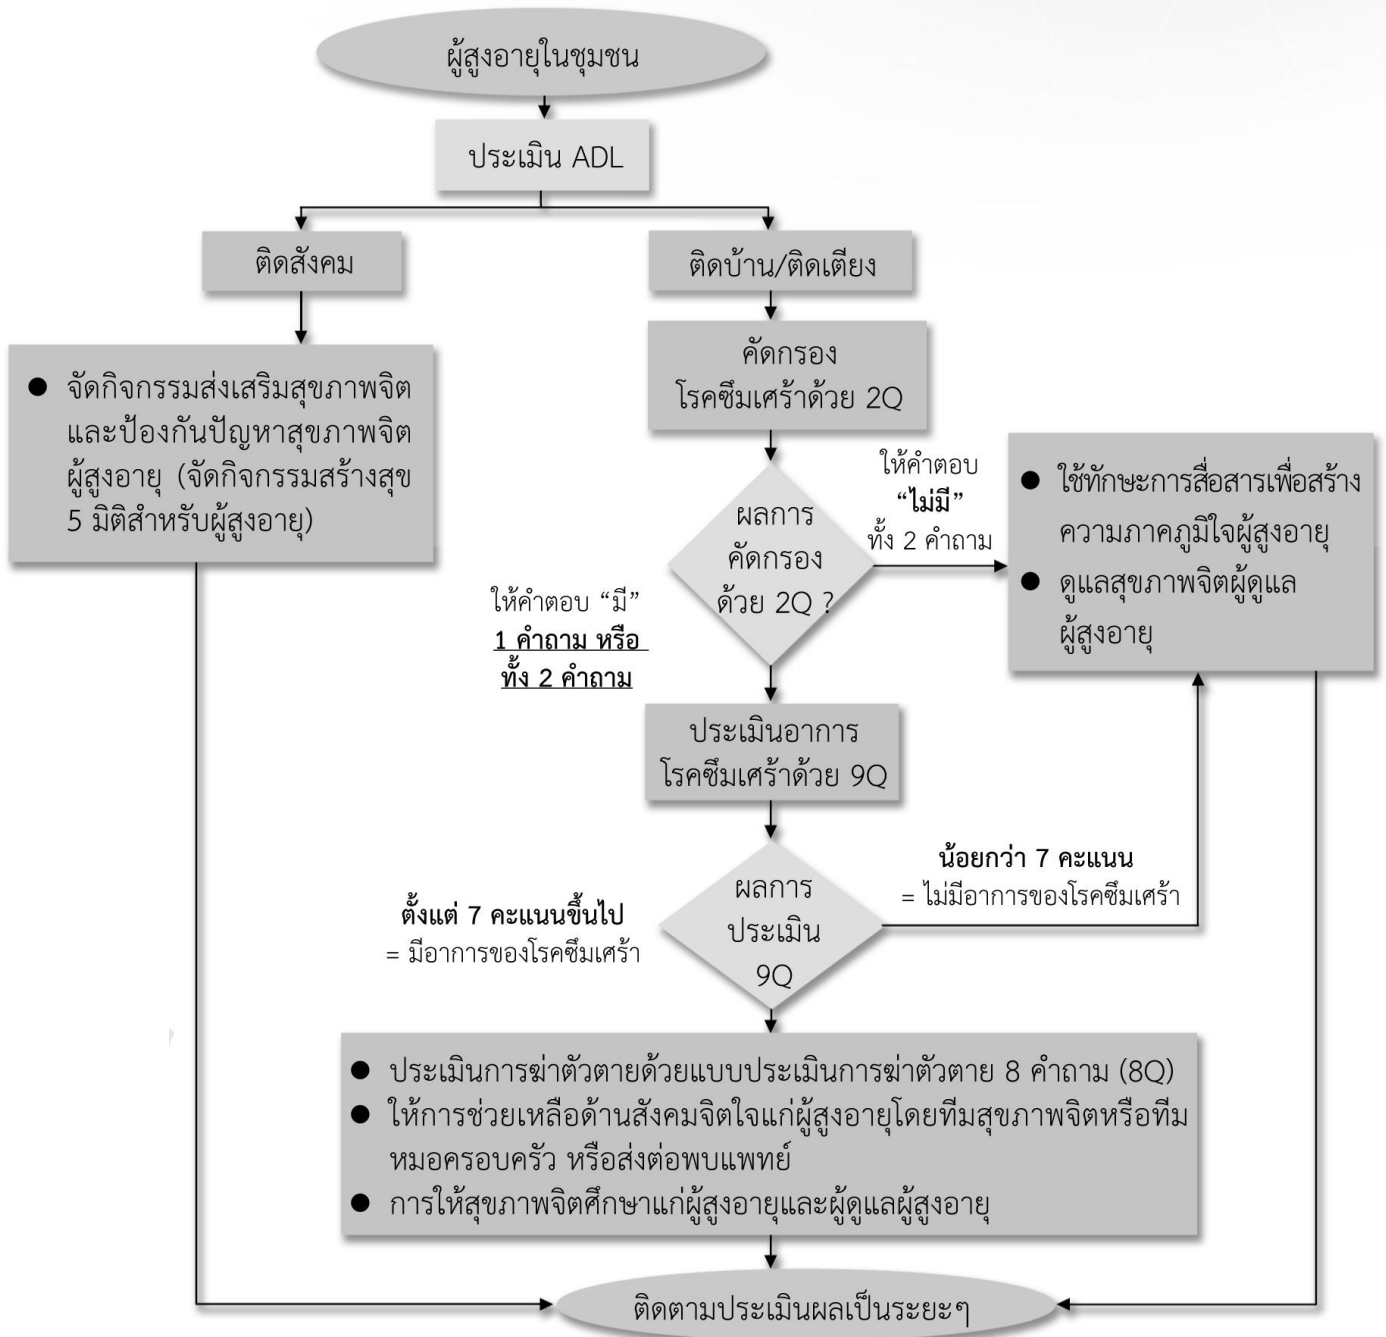 ผู้สูงอายุในชุมชน
ประเมิน ADL
ติดสังคม
ติดบ้าน/ติดเตียง
● จัดกิจกรรมส่งเสริมสุขภาพจิต
และป้องกันปัญหาสุขภาพจิต
ผู้สูงอายุ (จัดกิจกรรมสร้างสุข
5 มิติสำหรับผู้สูงอายุ)
คัดกรอง
โรคซึมเศร้าด้วย 2Q
ผลการ
คัดกรอง
ด้วย 2Q ?
ให้คำตอบ
“ไม่มี”
ทั้ง 2 คำถาม
● ใช้ทักษะการสื่อสารเพื่อสร้าง
ความภาคภูมิใจผู้สูงอายุ
● ดูแลสุขภาพจิตผู้ดูแล
ผู้สูงอายุ
ให้คำตอบ “มี”
1 คำถาม หรือ
ทั้ง 2 คำถาม
ประเมินอาการ
โรคซึมเศร้าด้วย 9Q
ผลการ
ประเมิน
9Q
น้อยกว่า 7 คะแนน
= ไม่มีอาการของโรคซึมเศร้า
ตั้งแต่ 7 คะแนนขึ้นไป
= มีอาการของโรคซึมเศร้า
● ประเมินการฆ่าตัวตายด้วยแบบประเมินการฆ่าตัวตาย 8 คำถาม (8Q)
● ให้การช่วยเหลือด้านสังคมจิตใจแก่ผู้สูงอายุโดยทีมสุขภาพจิตหรือทีม
หมอครอบครัว หรือส่งต่อพบแพทย์
● การให้สุขภาพจิตศึกษาแก่ผู้สูงอายุและผู้ดูแลผู้สูงอายุ
ติดตามประเมินผลเป็นระยะๆ